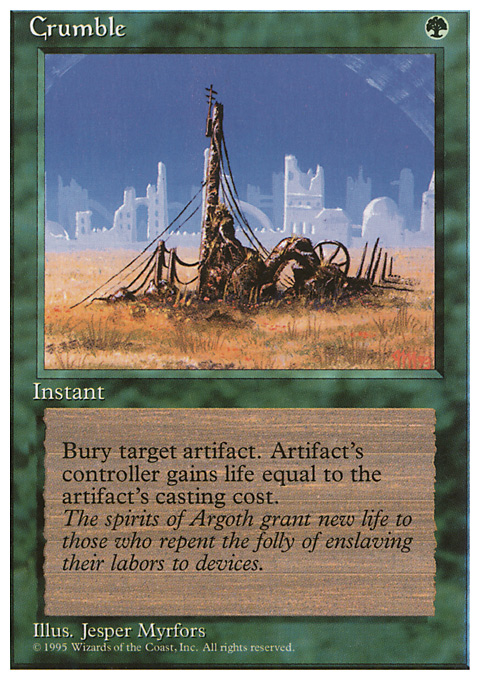 Crumble
Instant
Bury target artifact. Artifact's
controller gains life equal to the
artifact's casting cost.
The spirits of Argoth grant new life to
those who repent the folly of enslaving
their labors to devices.
Illus. Jesper Myrfors
© 1995 Wizards of the Coast, Inc. All rights reserved.